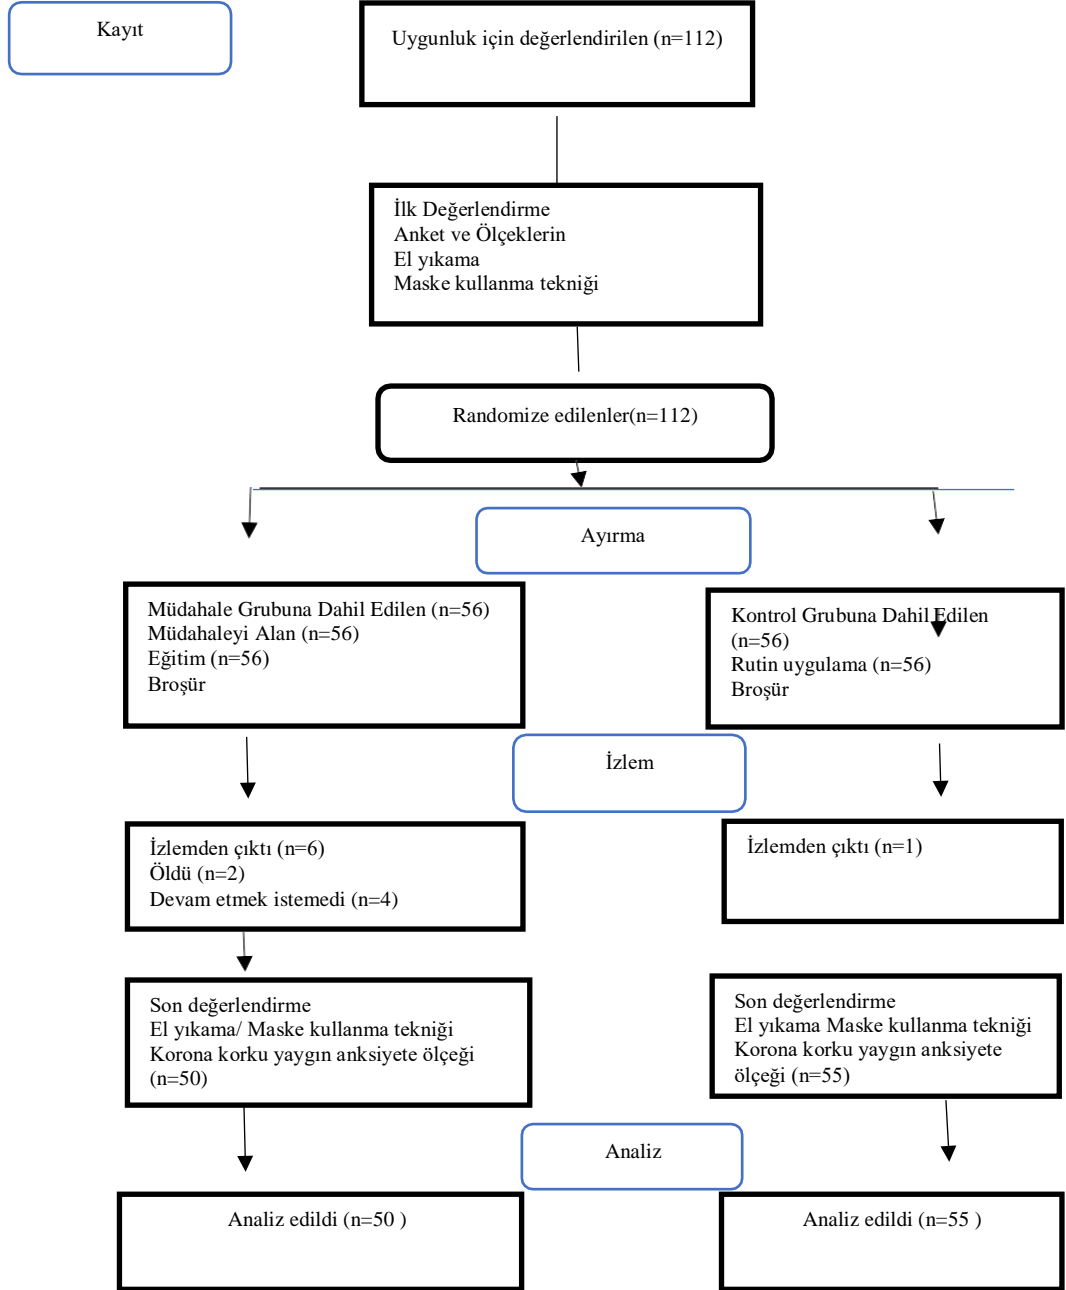 Kayıt
Uygunluk için değerlendirilen (n=112)
İlk Değerlendirme
Anket ve Ölçeklerin
El yıkama
Maske kullanma tekniği
Randomize edilenler(n=112)
Ayırma
Müdahale Grubuna Dahil Edilen (n=56)
Müdahaleyi Alan (n=56)
Eğitim (n=56)
Broşür
Kontrol Grubuna Dahil Edilen
(n=56)
Rutin uygulama (n=56)
Broşür
İzlem
İzlemden çıktı (n=6)
Öldü (n=2)
Devam etmek istemedi (n=4)
İzlemden çıktı (n=1)
Son değerlendirme
El yıkama/ Maske kullanma tekniği
Korona korku yaygın anksiyete ölçeği
(n=50)
Son değerlendirme
El yıkama Maske kullanma tekniği
Korona korku yaygın anksiyete
ölçeği (n=55)
Analiz
Analiz edildi (n=50 )
Analiz edildi (n=55 )